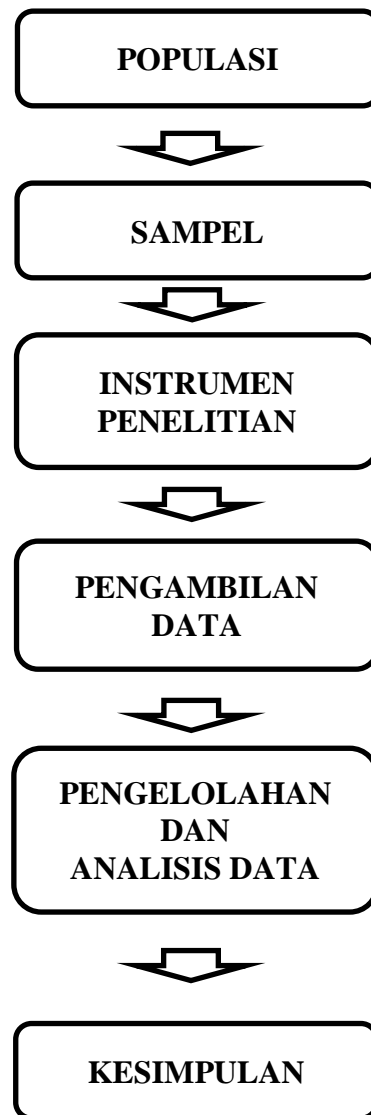 POPULASI
SAMPEL
INSTRUMEN
PENELITIAN
PENGAMBILAN
DATA
PENGELOLAHAN
DAN
ANALISIS DATA
KESIMPULAN